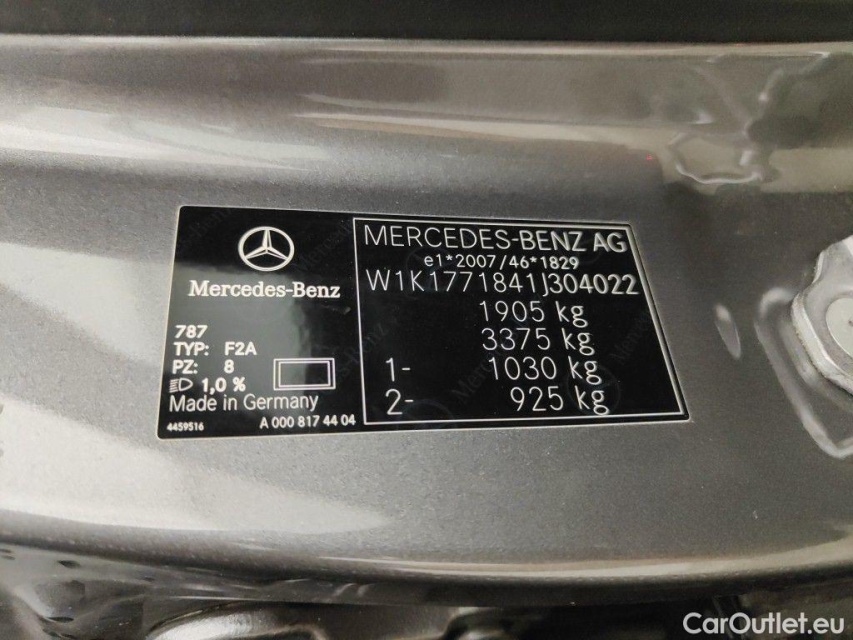 Mercedes-Benz
787
TYP: F2A
PZ: 8
1,0 %
Made in Germany
4459516 A 000 817 44 04
MERCEDES-BENZ AG
e1*2007/46*1829
W1K1771841J304022
1905 kg
3375 kg
1- 1030 kg
2- 925 kg
CarOutlet.eu